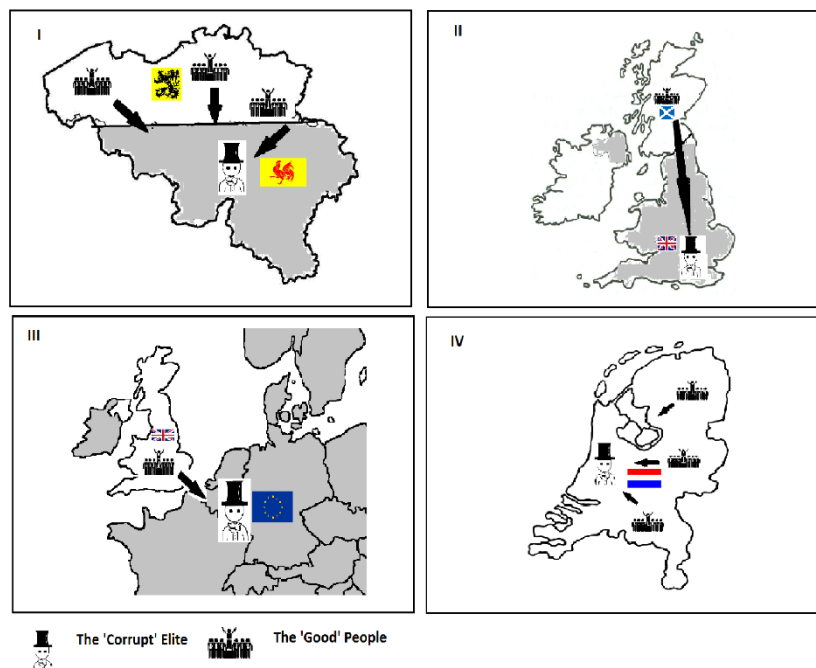 I
II
III
IV
The 'Corrupt' Elite
The 'Good' People